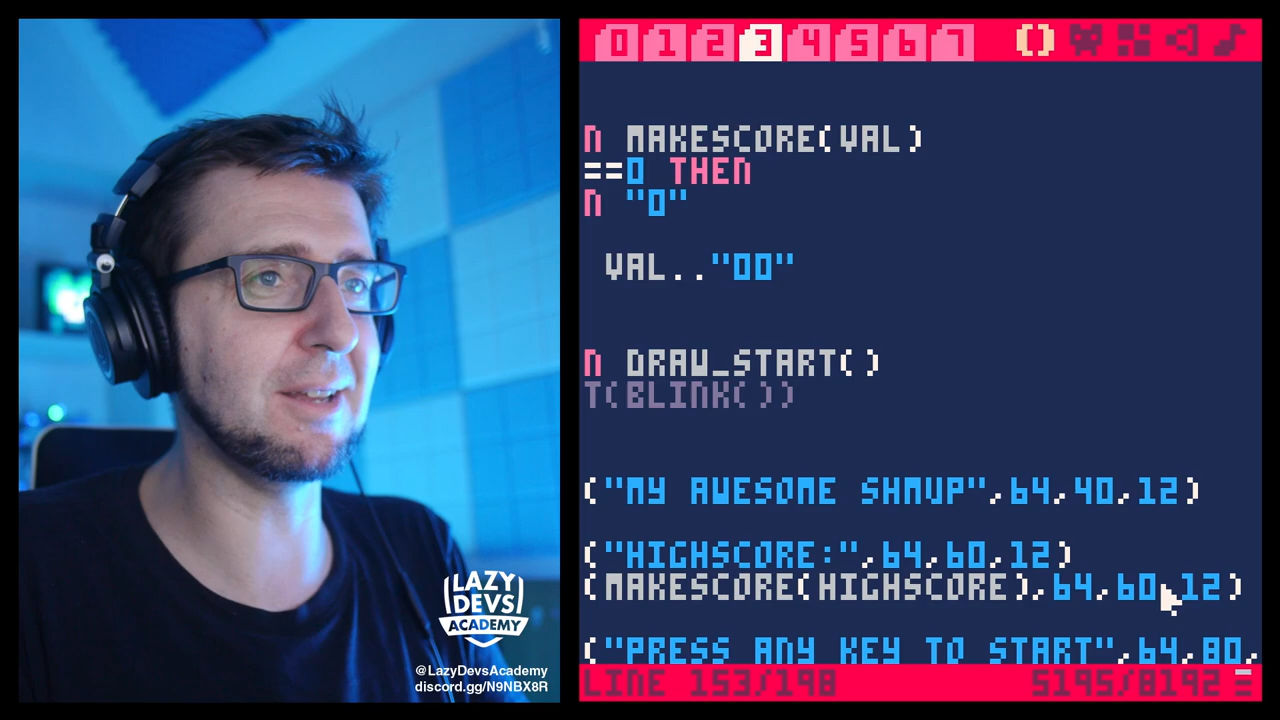 LAZY
DEVS
ACADEMY
@LazyDevsAcademy
discord.gg/N9NBX8R
0 1 2 3 4 5 6 7 ()
N MAKESCORE(VAL)
==0 THEN
N "0"
VAL.."00"
N DRAW_START()
T(BLINK())
("MY AWESOME SHMUP",64,40,12)
("HIGHSCORE:",64,60,12)
(MAKESCORE(HIGHSCORE),64,60,12)
("PRESS ANY KEY TO START",64,80,
LINE 153/198 5195/8192